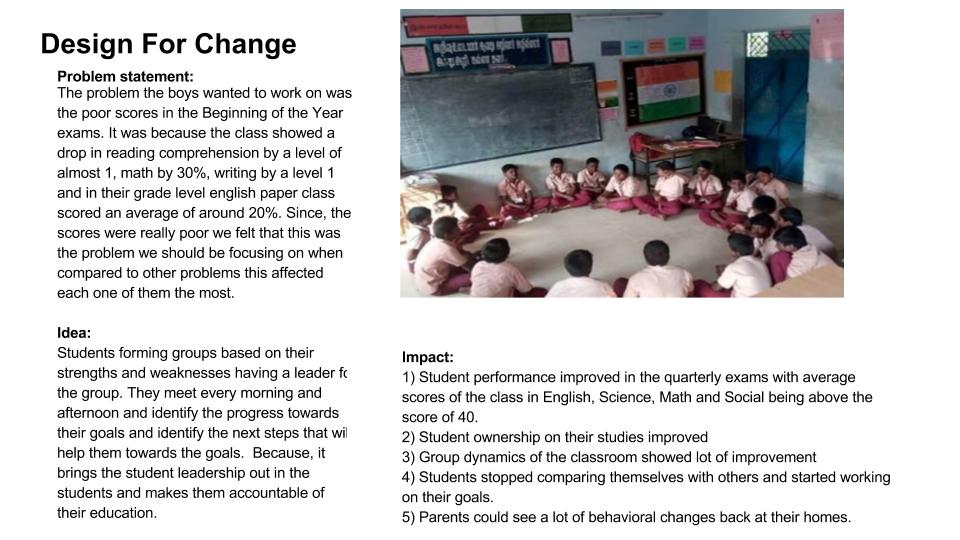 Design For Change
Problem statement:
The problem the boys wanted to work on was
the poor scores in the Beginning of the Year
exams. It was because the class showed a
drop in reading comprehension by a level of
almost 1, math by 30%, writing by a level 1
and in their grade level english paper class
scored an average of around 20%. Since, the
scores were really poor we felt that this was
the problem we should be focusing on when
compared to other problems this affected
each one of them the most.
Idea:
Students forming groups based on their
strengths and weaknesses having a leader fo
the group. They meet every morning and
afternoon and identify the progress towards
their goals and identify the next steps that wil
help them towards the goals.  Because, it
brings the student leadership out in the
students and makes them accountable of
their education.
Impact:
1) Student performance improved in the quarterly exams with average
scores of the class in English, Science, Math and Social being above the
score of 40.
2) Student ownership on their studies improved
3) Group dynamics of the classroom showed lot of improvement
4) Students stopped comparing themselves with others and started working
on their goals.
5) Parents could see a lot of behavioral changes back at their homes.